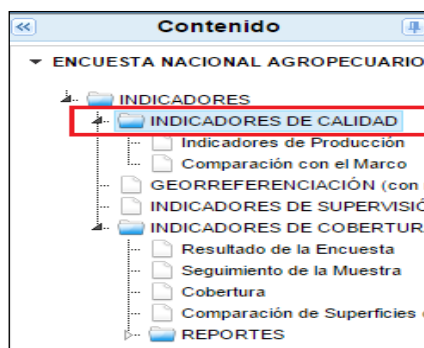 Contenido
ENCUESTA NACIONAL AGROPECUARIO
INDICADORES
INDICADORES DE CALIDAD
Indicadores de Producción
Comparación con el Marco
GEORREFERENCIACIÓN (con
INDICADORES DE SUPERVISIÓ
INDICADORES DE COBERTUR
Resultado de la Encuesta
Seguimiento de la Muestra
Cobertura
Comparación de Superficies (
REPORTES